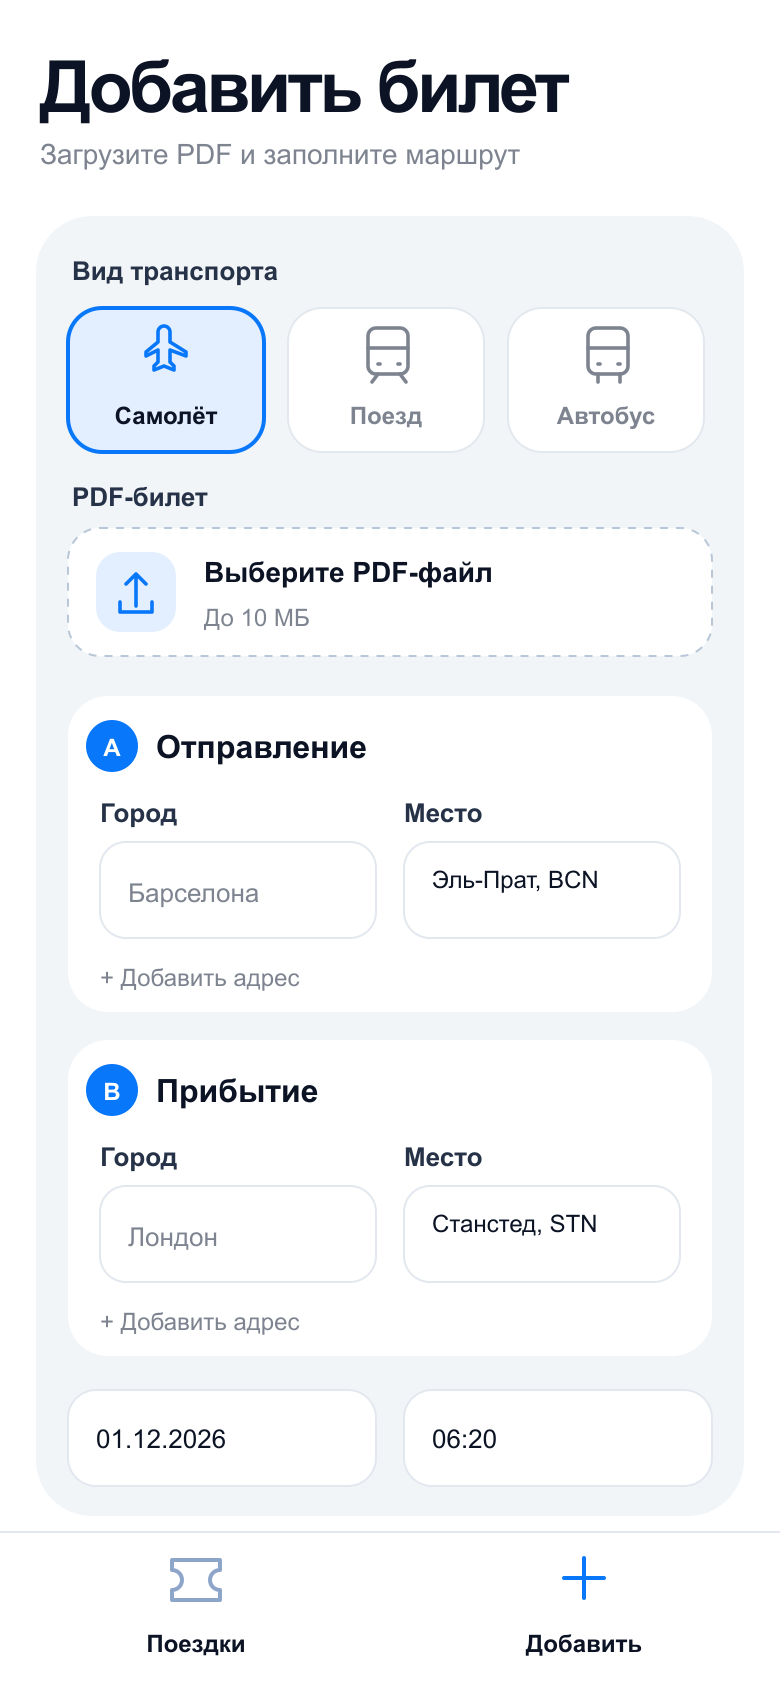 Добавить билет
Загрузите PDF и заполните маршрут
Вид транспорта
Самолёт
Поезд
Автобус
PDF-билет
Выберите PDF-файл
До 10 МБ
A
Отправление
Город
Место
Барселона
Эль-Прат, BCN
+ Добавить адрес
B
Прибытие
Город
Место
Лондон
Станстед, STN
+ Добавить адрес
01.12.2026
06:20
Поездки
Добавить